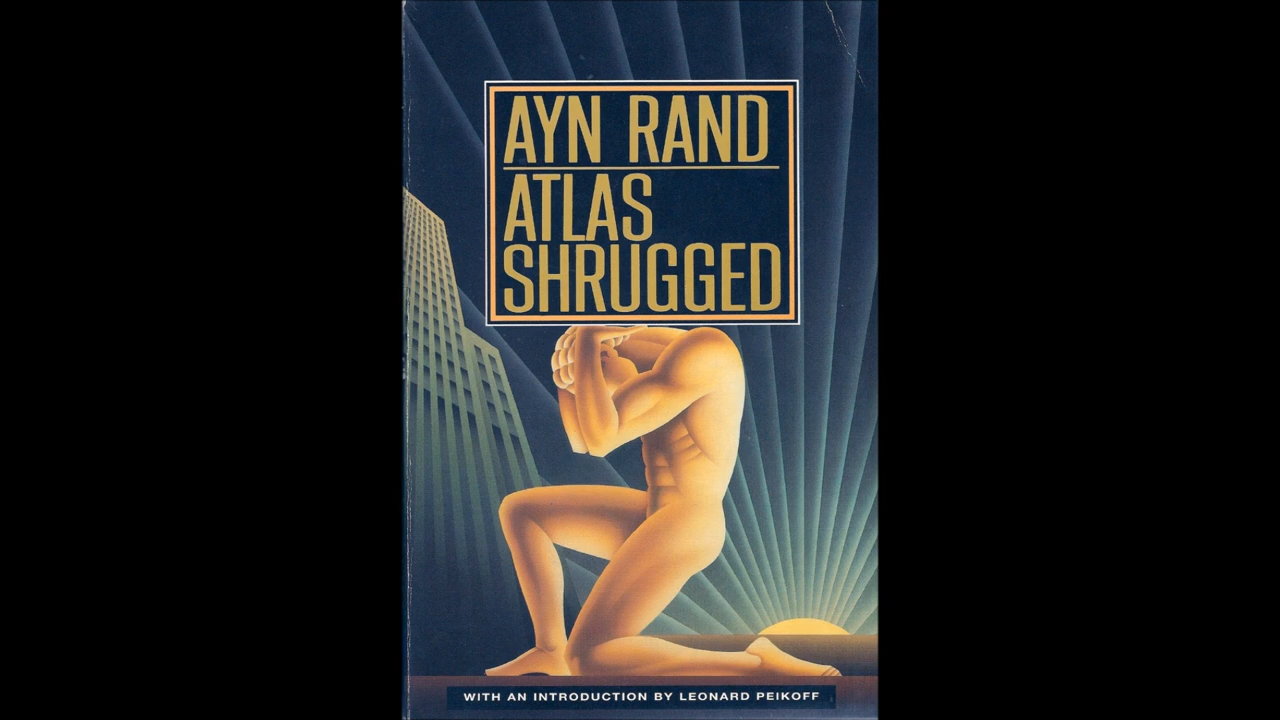 AYN RAND
ATLAS
SHRUGGED
WITH AN INTRODUCTION BY LEONARD PEIKOFF